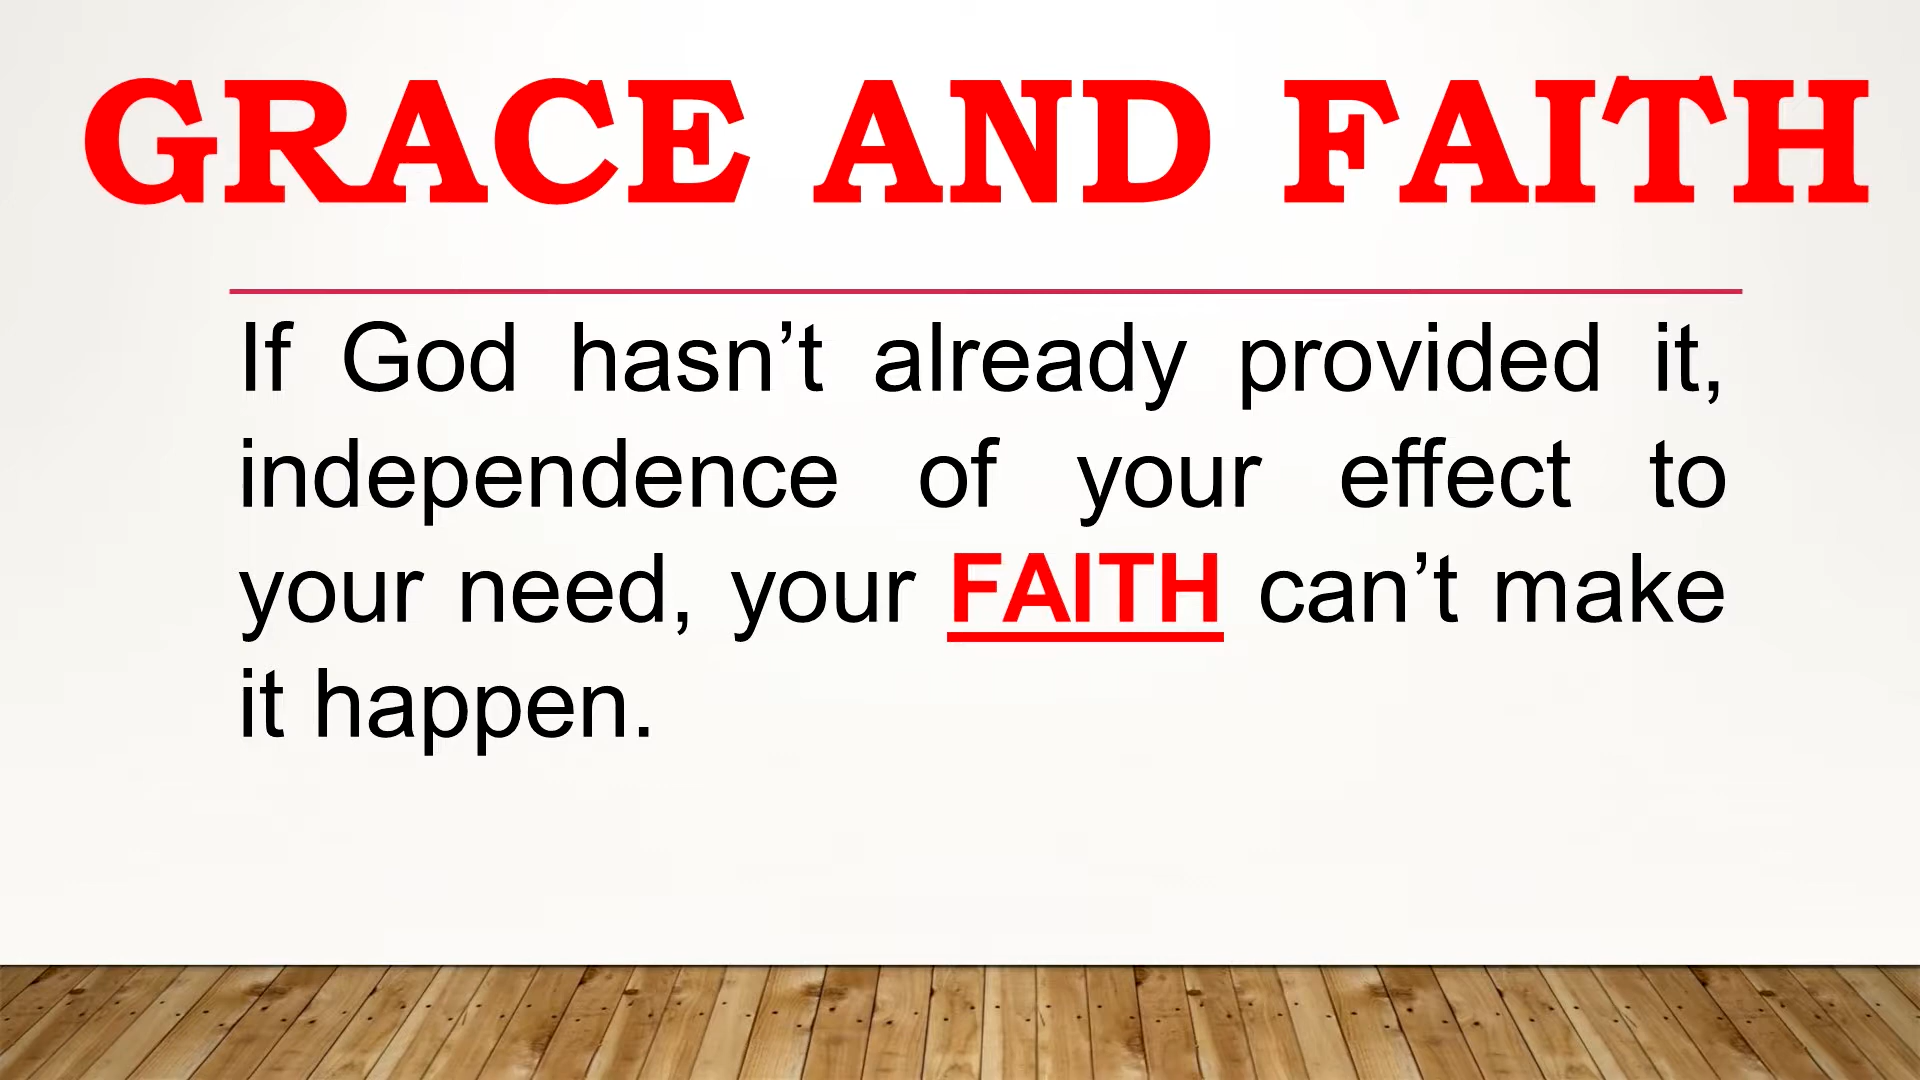 GRACE AND FAITH
If God hasn’t already provided it,
independence of your effect to
your need, your FAITH can’t make
it happen.